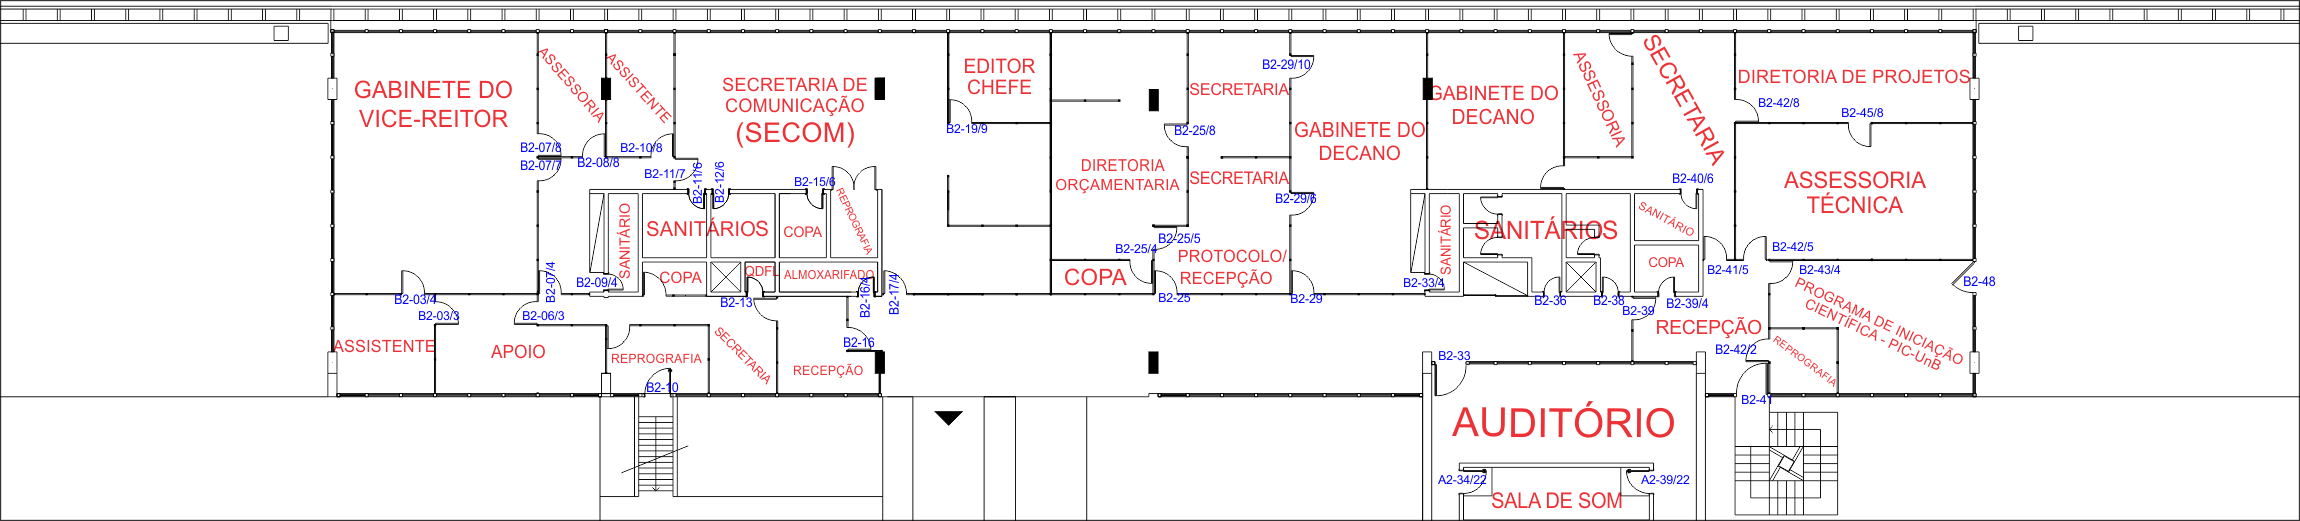 GABINETE DO
VICE-REITOR
ASSESSORIA
ASSISTENTE
SECRETARIA DE
COMUNICAÇÃO
(SECOM)
EDITOR
CHEFE
B2-19/9
B2-07/8
B2-07/7
B2-08/8
B2-10/8
B2-11/7
B2-11/6
B2-12/6
B2-15/6
SANITÁRIO
SANITÁRIOS
COPA
REPROGRAFIA
COPA
QDFL
ALMOXARIFADO
B2-03/4
B2-07/4
B2-09/4
B2-13
B2-16/4
B2-17/4
B2-03/3
B2-06/3
ASSISTENTE
APOIO
REPROGRAFIA
B2-10
SECRETARIA
B2-16
RECEPÇÃO
DIRETORIA
ORÇAMENTARIA
B2-25/8
SECRETARIA
SECRETARIA
B2-29/10
GABINETE DO
DECANO
B2-29/6
B2-25/5
B2-25/4
COPA
PROTOCOLO/
RECEPÇÃO
B2-25
B2-29
GABINETE DO
DECANO
ASSESSORIA
SECRETARIA
DIRETORIA DE PROJETOS
B2-42/8
B2-45/8
ASSESSORIA
TÉCNICA
B2-40/6
SANITÁRIO
SANITÁRIOS
SANITÁRIO
COPA
B2-33/4
B2-36
B2-38
B2-39
B2-39/4
B2-41/5
B2-42/5
B2-43/4
B2-48
PROGRAMA DE INICIAÇÃO
CIENTÍFICA - PIC-UnB
RECEPÇÃO
B2-42/2
REPROGRAFIA
B2-41
B2-33
AUDITÓRIO
A2-34/22
A2-39/22
SALA DE SOM